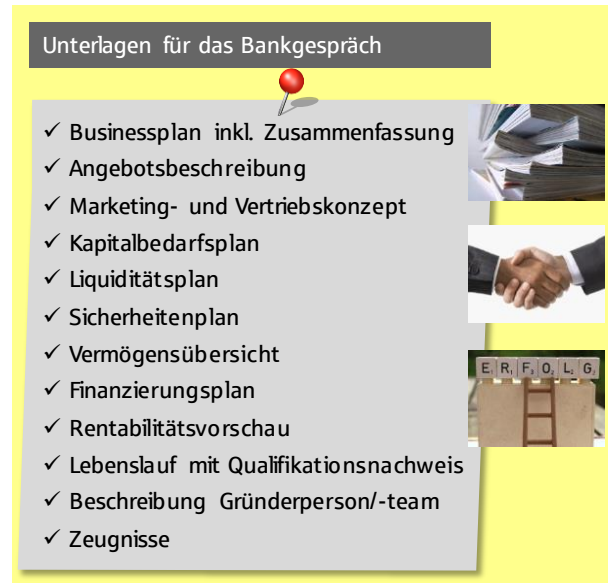 Unterlagen für das Bankgespräch
✓ Businessplan inkl. Zusammenfassung
✓ Angebotsbeschreibung
✓ Marketing- und Vertriebskonzept
✓ Kapitalbedarfsplan
✓ Liquiditätsplan
✓ Sicherheitenplan
✓ Vermögensübersicht
✓ Finanzierungsplan
✓ Rentabilitätsvorschau
✓ Lebenslauf mit Qualifikationsnachweis
✓ Beschreibung Gründerperson/-team
✓ Zeugnisse
ERFOLG